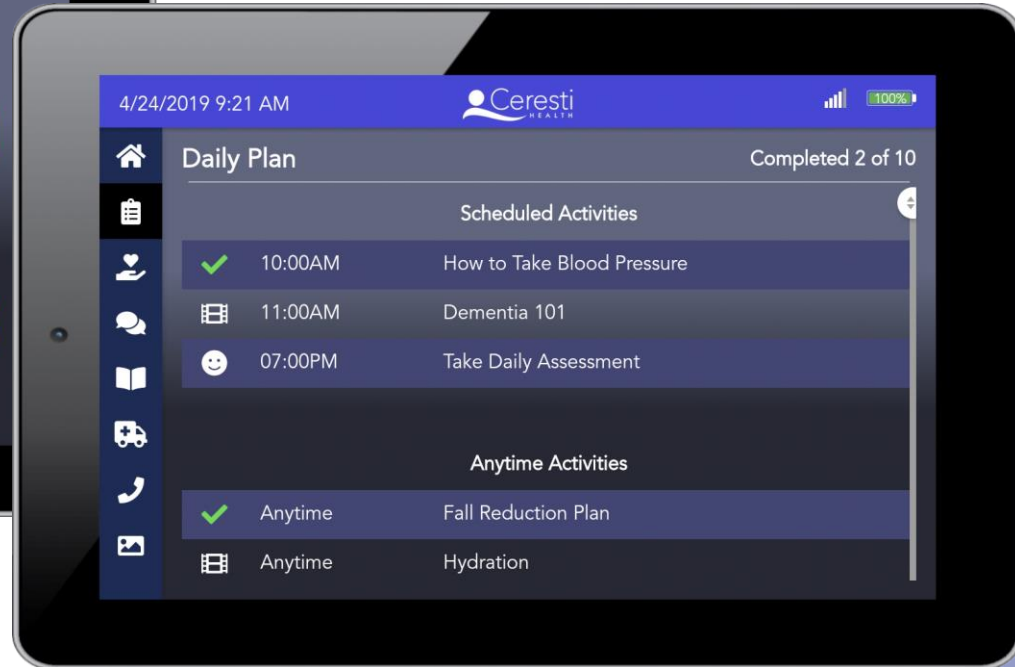 4/24/2019 9:21 AM Ceresti HEALTH 100%
Daily Plan Completed 2 of 10
Scheduled Activities
10:00AM How to Take Blood Pressure
11:00AM Dementia 101
07:00PM Take Daily Assessment
Anytime Activities
Anytime Fall Reduction Plan
Anytime Hydration